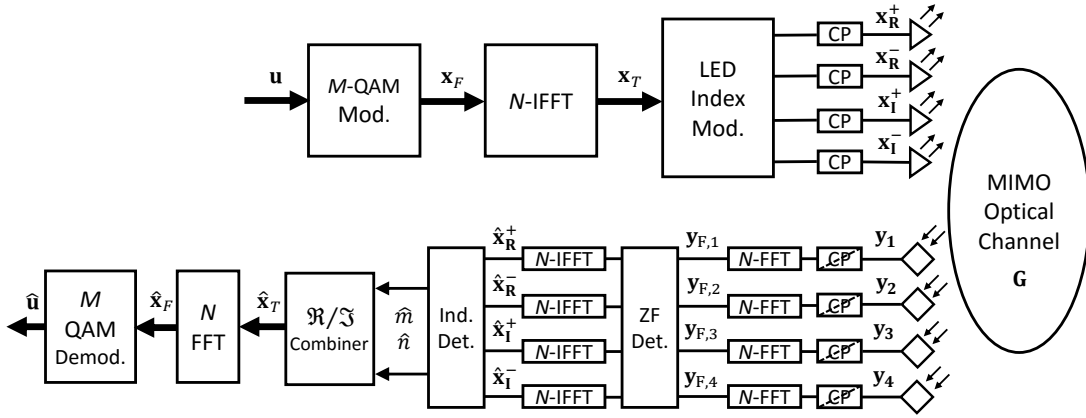 𝐮
M-QAM
Mod.
𝐱_F
N-IFFT
𝐱_T
LED
Index
Mod.
CP
𝐱_R^+
CP
𝐱_R^−
CP
𝐱_I^+
CP
𝐱_I^−
MIMO
Optical
Channel
𝐆
û
M
QAM
Demod.
x̂_F
N
FFT
x̂_T
ℜ/ℑ
Combiner
m̂
n̂
Ind.
Det.
x̂_R^+
N-IFFT
x̂_R^−
N-IFFT
x̂_I^+
N-IFFT
x̂_I^−
N-IFFT
ZF
Det.
𝐲_F,1
N-FFT
CP
𝐲_1
𝐲_F,2
N-FFT
CP
𝐲_2
𝐲_F,3
N-FFT
CP
𝐲_3
𝐲_F,4
N-FFT
CP
𝐲_4